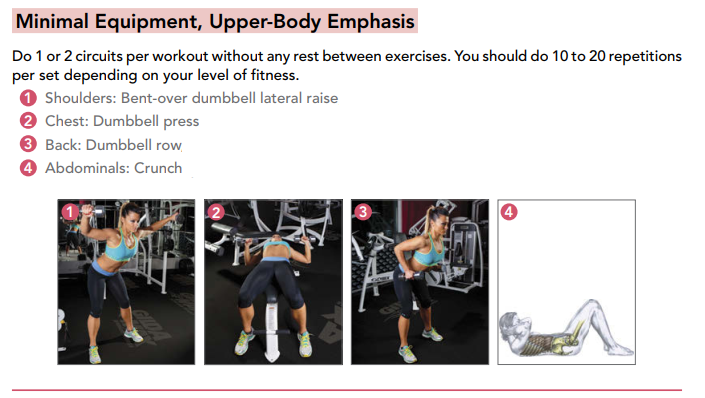 Minimal Equipment, Upper-Body Emphasis
Do 1 or 2 circuits per workout without any rest between exercises. You should do 10 to 20 repetitions
per set depending on your level of fitness.
1 Shoulders: Bent-over dumbbell lateral raise
2 Chest: Dumbbell press
3 Back: Dumbbell row
4 Abdominals: Crunch
1 2 3 4